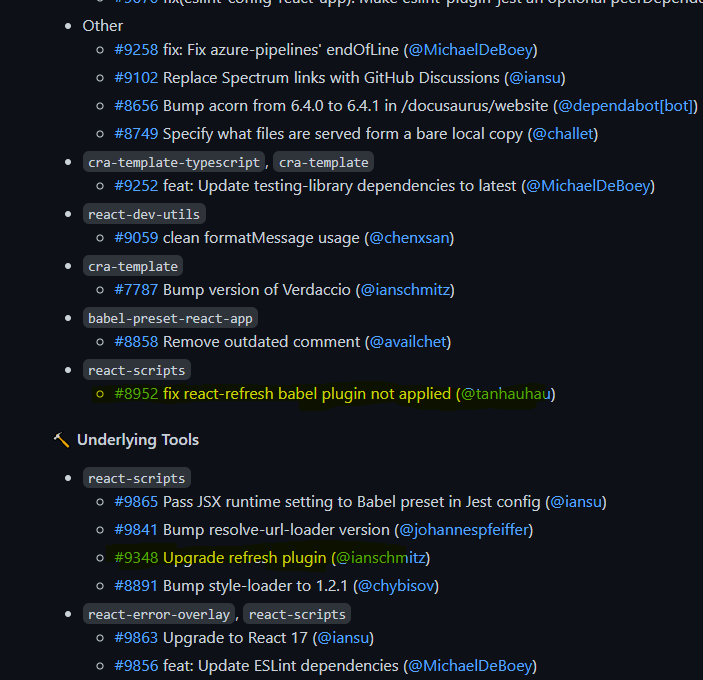 #9670 fix(eslint-config-react-app): Make eslint-plugin-jest an optional peerDepende
Other
#9258 fix: Fix azure-pipelines' endOfLine (@MichaelDeBoey)
#9102 Replace Spectrum links with GitHub Discussions (@iansu)
#8656 Bump acorn from 6.4.0 to 6.4.1 in /docusaurus/website (@dependabot[bot])
#8749 Specify what files are served form a bare local copy (@challet)
cra-template-typescript, cra-template
#9252 feat: Update testing-library dependencies to latest (@MichaelDeBoey)
react-dev-utils
#9059 clean formatMessage usage (@chenxsan)
cra-template
#7787 Bump version of Verdaccio (@ianschmitz)
babel-preset-react-app
#8858 Remove outdated comment (@availchet)
react-scripts
#8952 fix react-refresh babel plugin not applied (@tanhauhau)
🔨 Underlying Tools
react-scripts
#9865 Pass JSX runtime setting to Babel preset in Jest config (@iansu)
#9841 Bump resolve-url-loader version (@johannespfeiffer)
#9348 Upgrade refresh plugin (@ianschmitz)
#8891 Bump style-loader to 1.2.1 (@chybisov)
react-error-overlay, react-scripts
#9863 Upgrade to React 17 (@iansu)
#9856 feat: Update ESLint dependencies (@MichaelDeBoey)